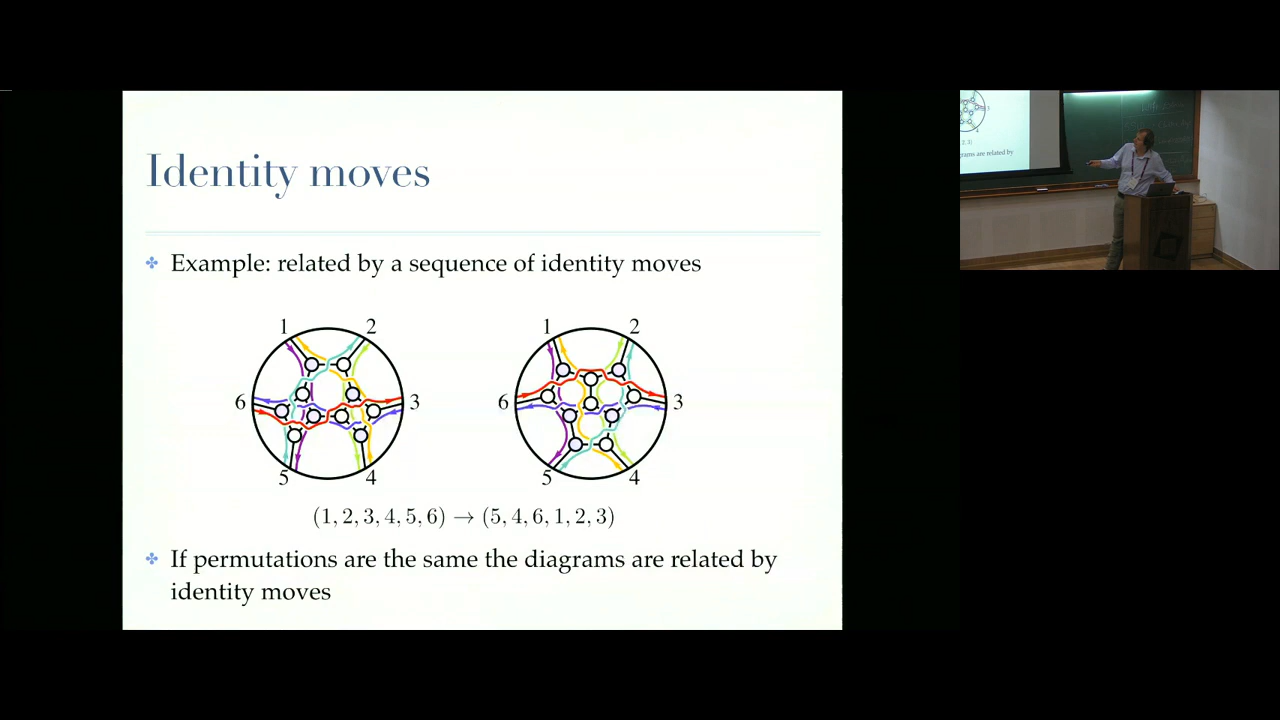 Identity moves
Example: related by a sequence of identity moves
1 2 3 4 5 6
1 2 3 4 5 6
(1, 2, 3, 4, 5, 6) → (5, 4, 6, 1, 2, 3)
If permutations are the same the diagrams are related by
identity moves